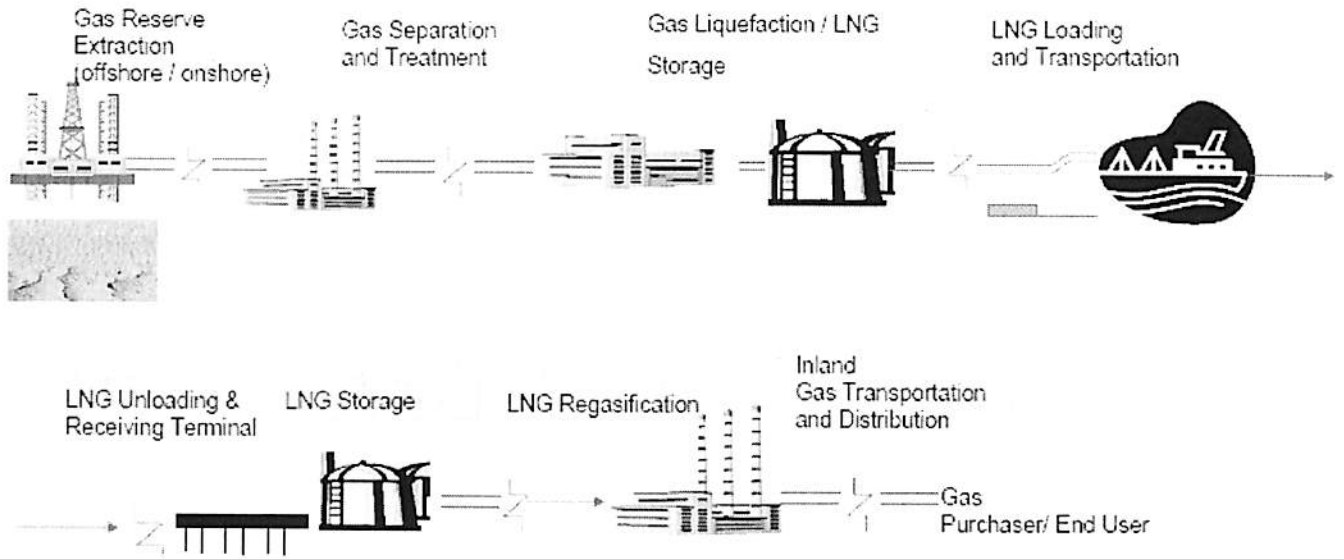 Gas Reserve
Extraction
(offshore / onshore)
Gas Separation
and Treatment
Gas Liquefaction / LNG
Storage
LNG Loading
and Transportation
LNG Unloading &
Receiving Terminal
LNG Storage
LNG Regasification
Inland
Gas Transportation
and Distribution
Gas
Purchaser/ End User